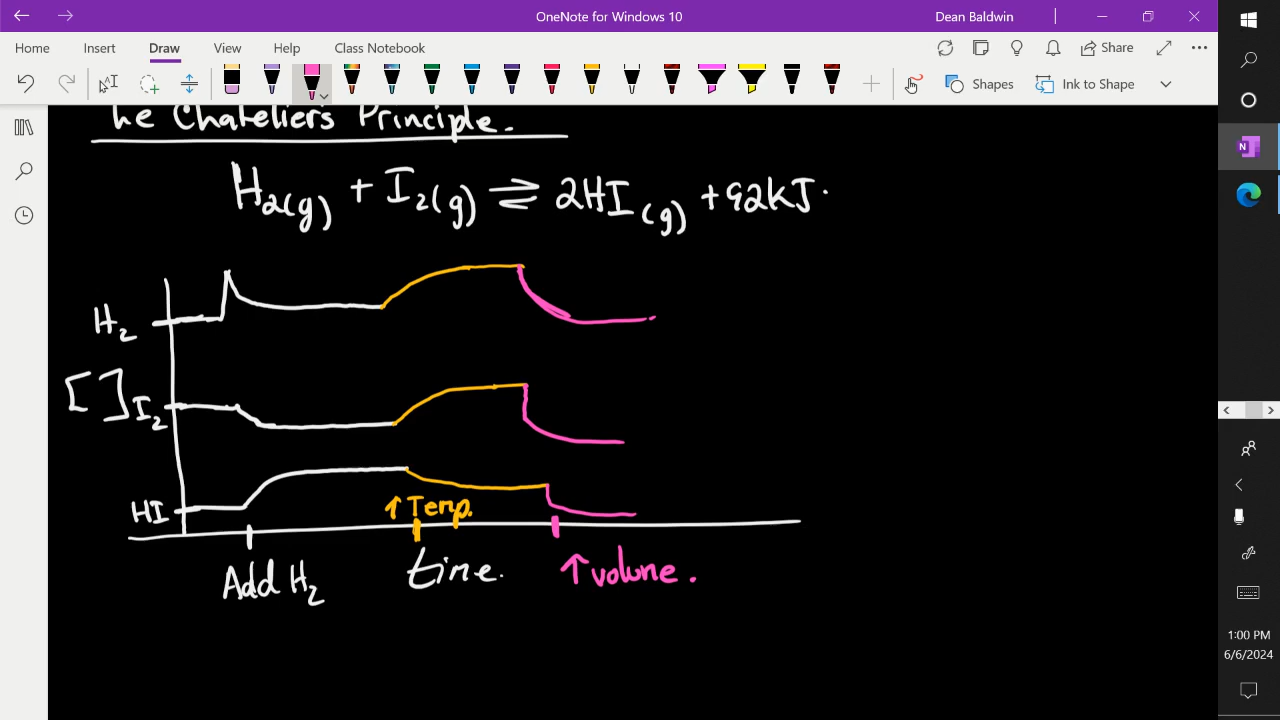 OneNote for Windows 10 Dean Baldwin
Home Insert Draw View Help Class Notebook Share
Shapes Ink to Shape
Le Chateliers Principle.
H2(g) + I2(g) ⇌ 2HI(g) + 92kJ.
H2
[ ] I2
HI
↑ Temp.
Add H2 time. ↑ volume.
1:00 PM
6/6/2024